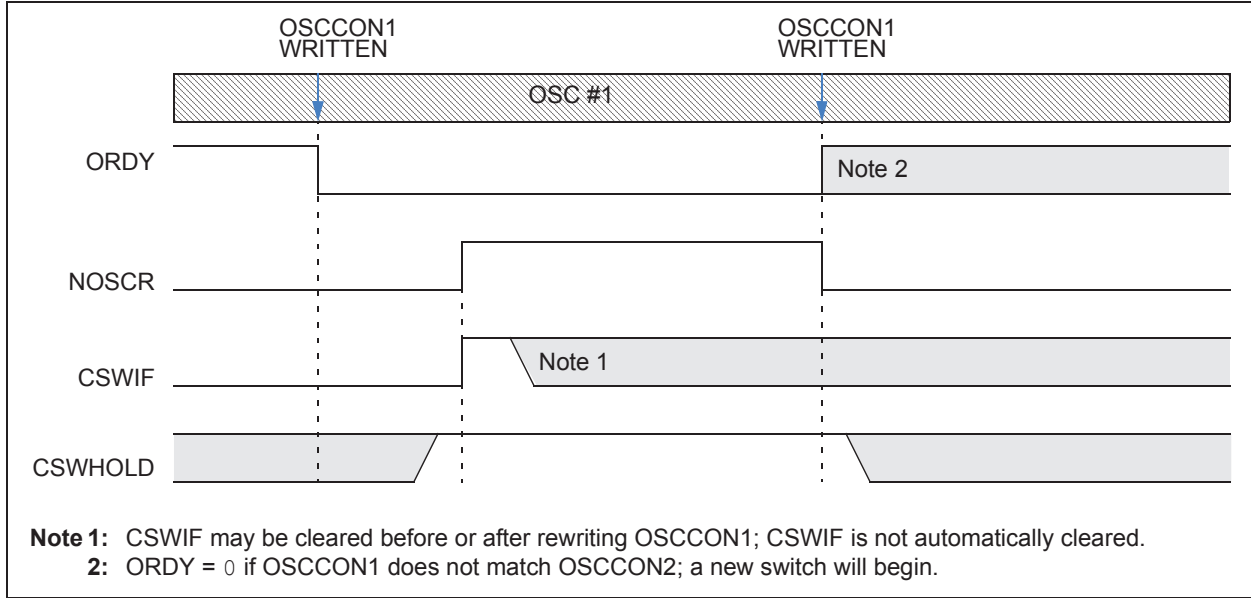 OSCCON1
WRITTEN
OSCCON1
WRITTEN
OSC #1
ORDY
Note 2
NOSCR
CSWIF
Note 1
CSWHOLD
Note 1: CSWIF may be cleared before or after rewriting OSCCON1; CSWIF is not automatically cleared.
2: ORDY = 0 if OSCCON1 does not match OSCCON2; a new switch will begin.